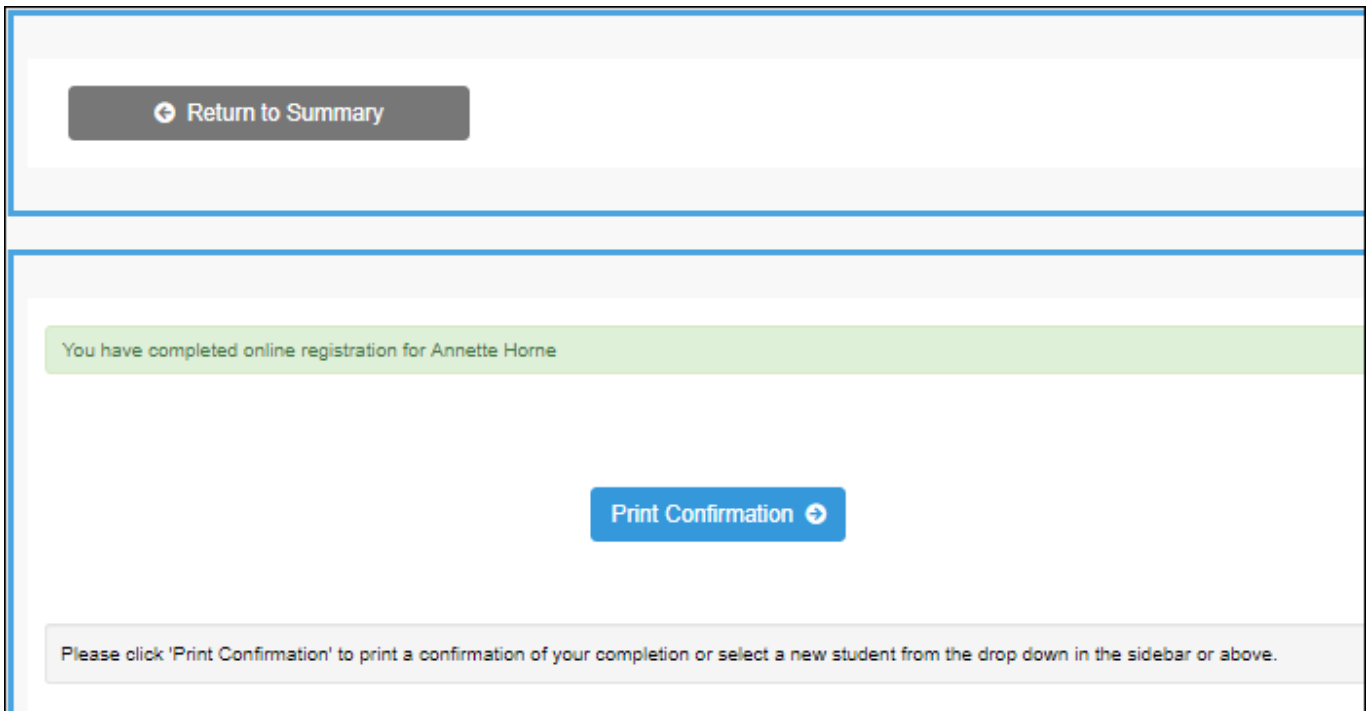 Return to Summary
You have completed online registration for Annette Horne
Print Confirmation
Please click 'Print Confirmation' to print a confirmation of your completion or select a new student from the drop down in the sidebar or above.